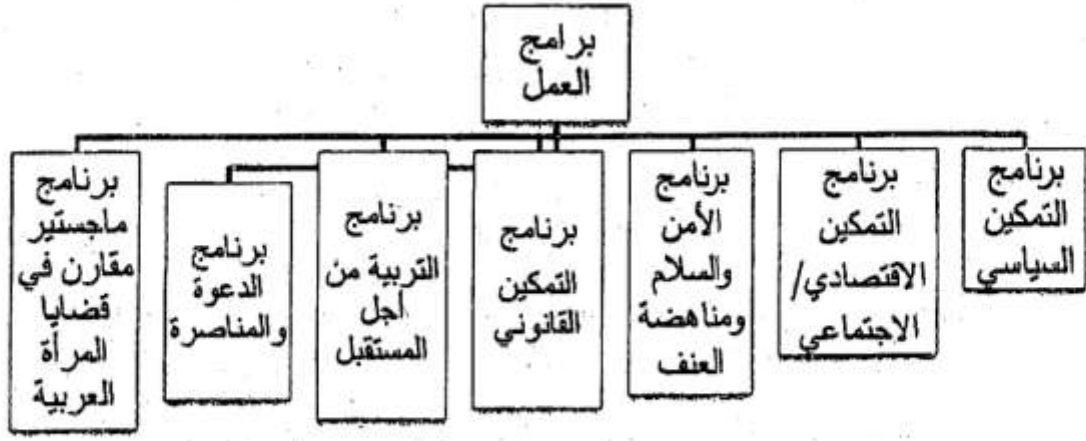 برامج
العمل
برنامج
التمكين
السياسي
برنامج
التمكين
الاقتصادي/
الاجتماعي
برنامج
الأمن
والسلام
ومناهضة
العنف
برنامج
التمكين
القانوني
برنامج
التربية من
أجل
المستقبل
برنامج
الدعوة
والمناصرة
برنامج
ماجستير
مقارن في
قضايا
المرأة
العربية